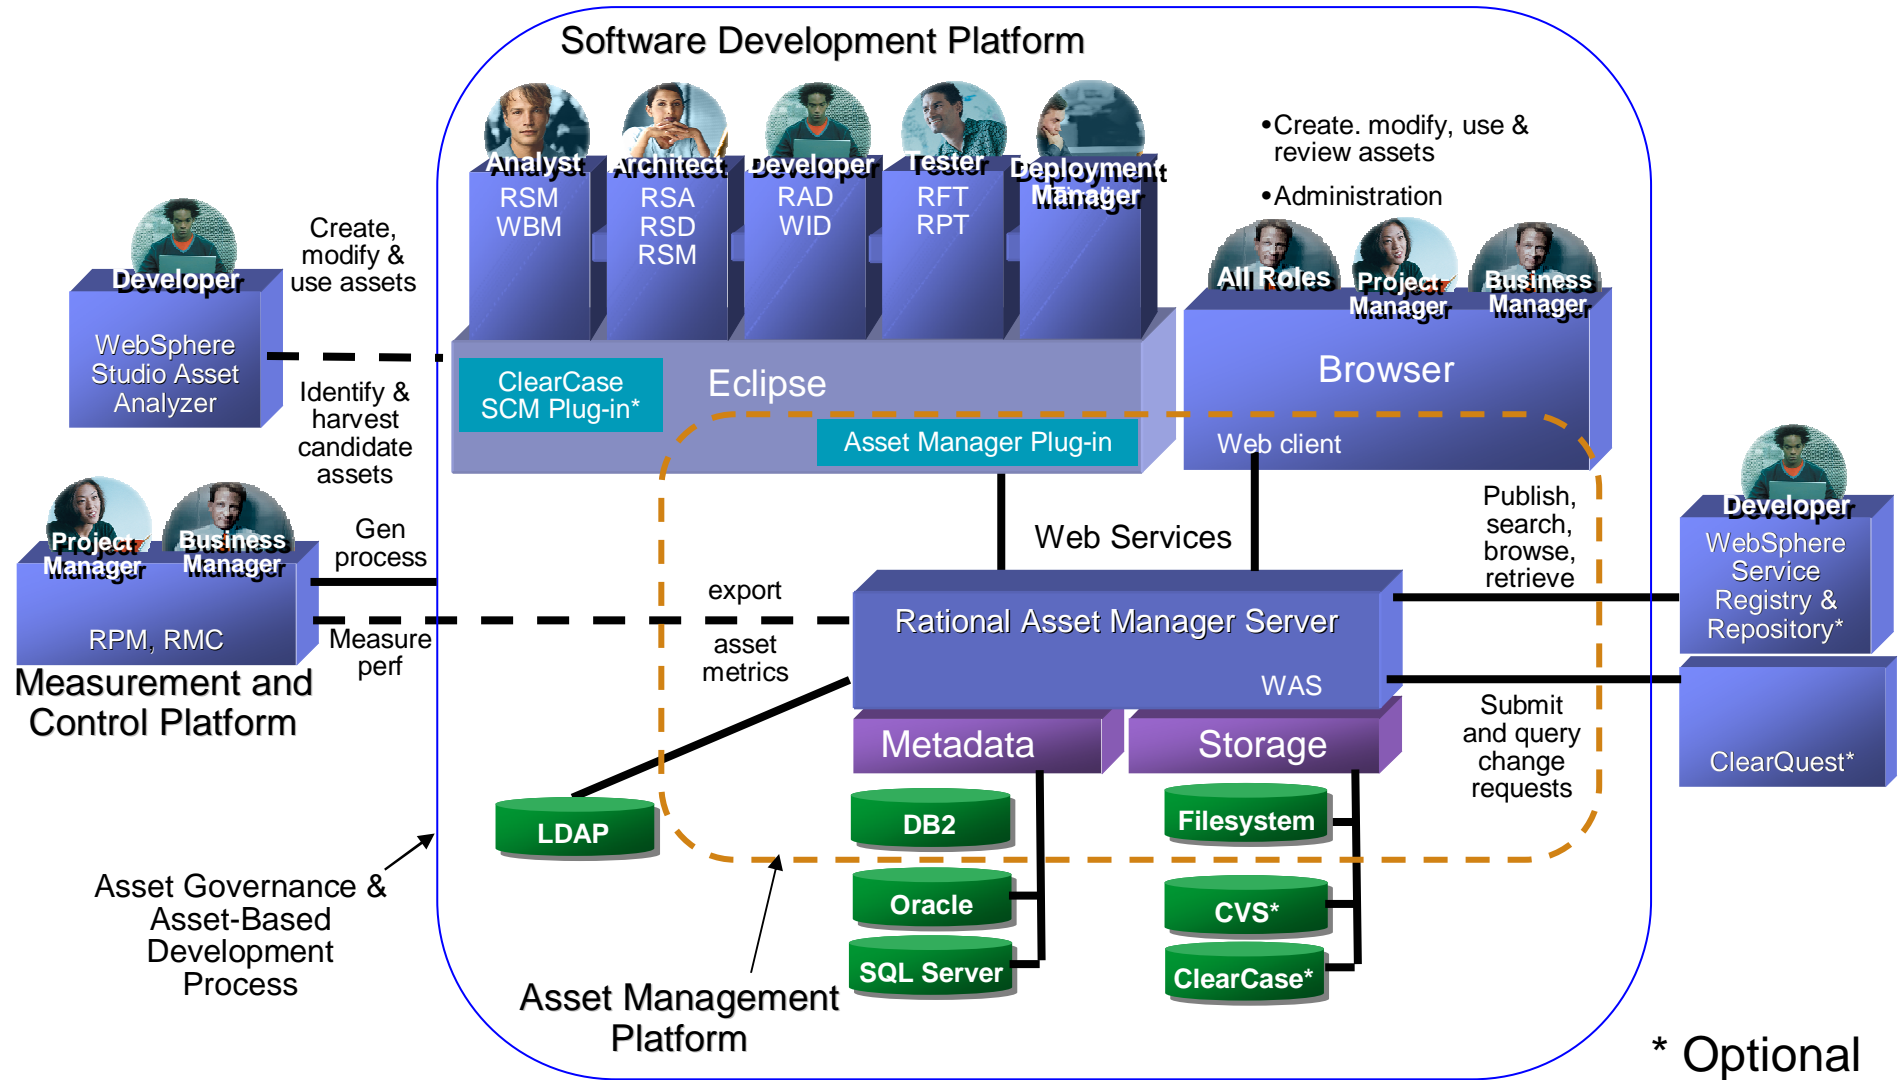 Software Development Platform
Analyst
RSM
WBM
Architect
RSA
RSD
RSM
Developer
RAD
WID
Tester
RFT
RPT
Deployment
Manager
•Create. modify, use &
review assets
•Administration
All Roles
Project
Manager
Business
Manager
Browser
Web client
Developer
WebSphere
Studio Asset
Analyzer
Create,
modify &
use assets
Identify &
harvest
candidate
assets
ClearCase
SCM Plug-in*
Eclipse
Asset Manager Plug-in
Project
Manager
Business
Manager
RPM, RMC
Measurement and
Control Platform
Gen
process
Measure
perf
export
asset
metrics
Web Services
Publish,
search,
browse,
retrieve
Developer
WebSphere
Service
Registry &
Repository*
Rational Asset Manager Server
WAS
Submit
and query
change
requests
ClearQuest*
Metadata
Storage
LDAP
DB2
Oracle
SQL Server
Filesystem
CVS*
ClearCase*
Asset Governance &
Asset-Based
Development
Process
Asset Management
Platform
* Optional